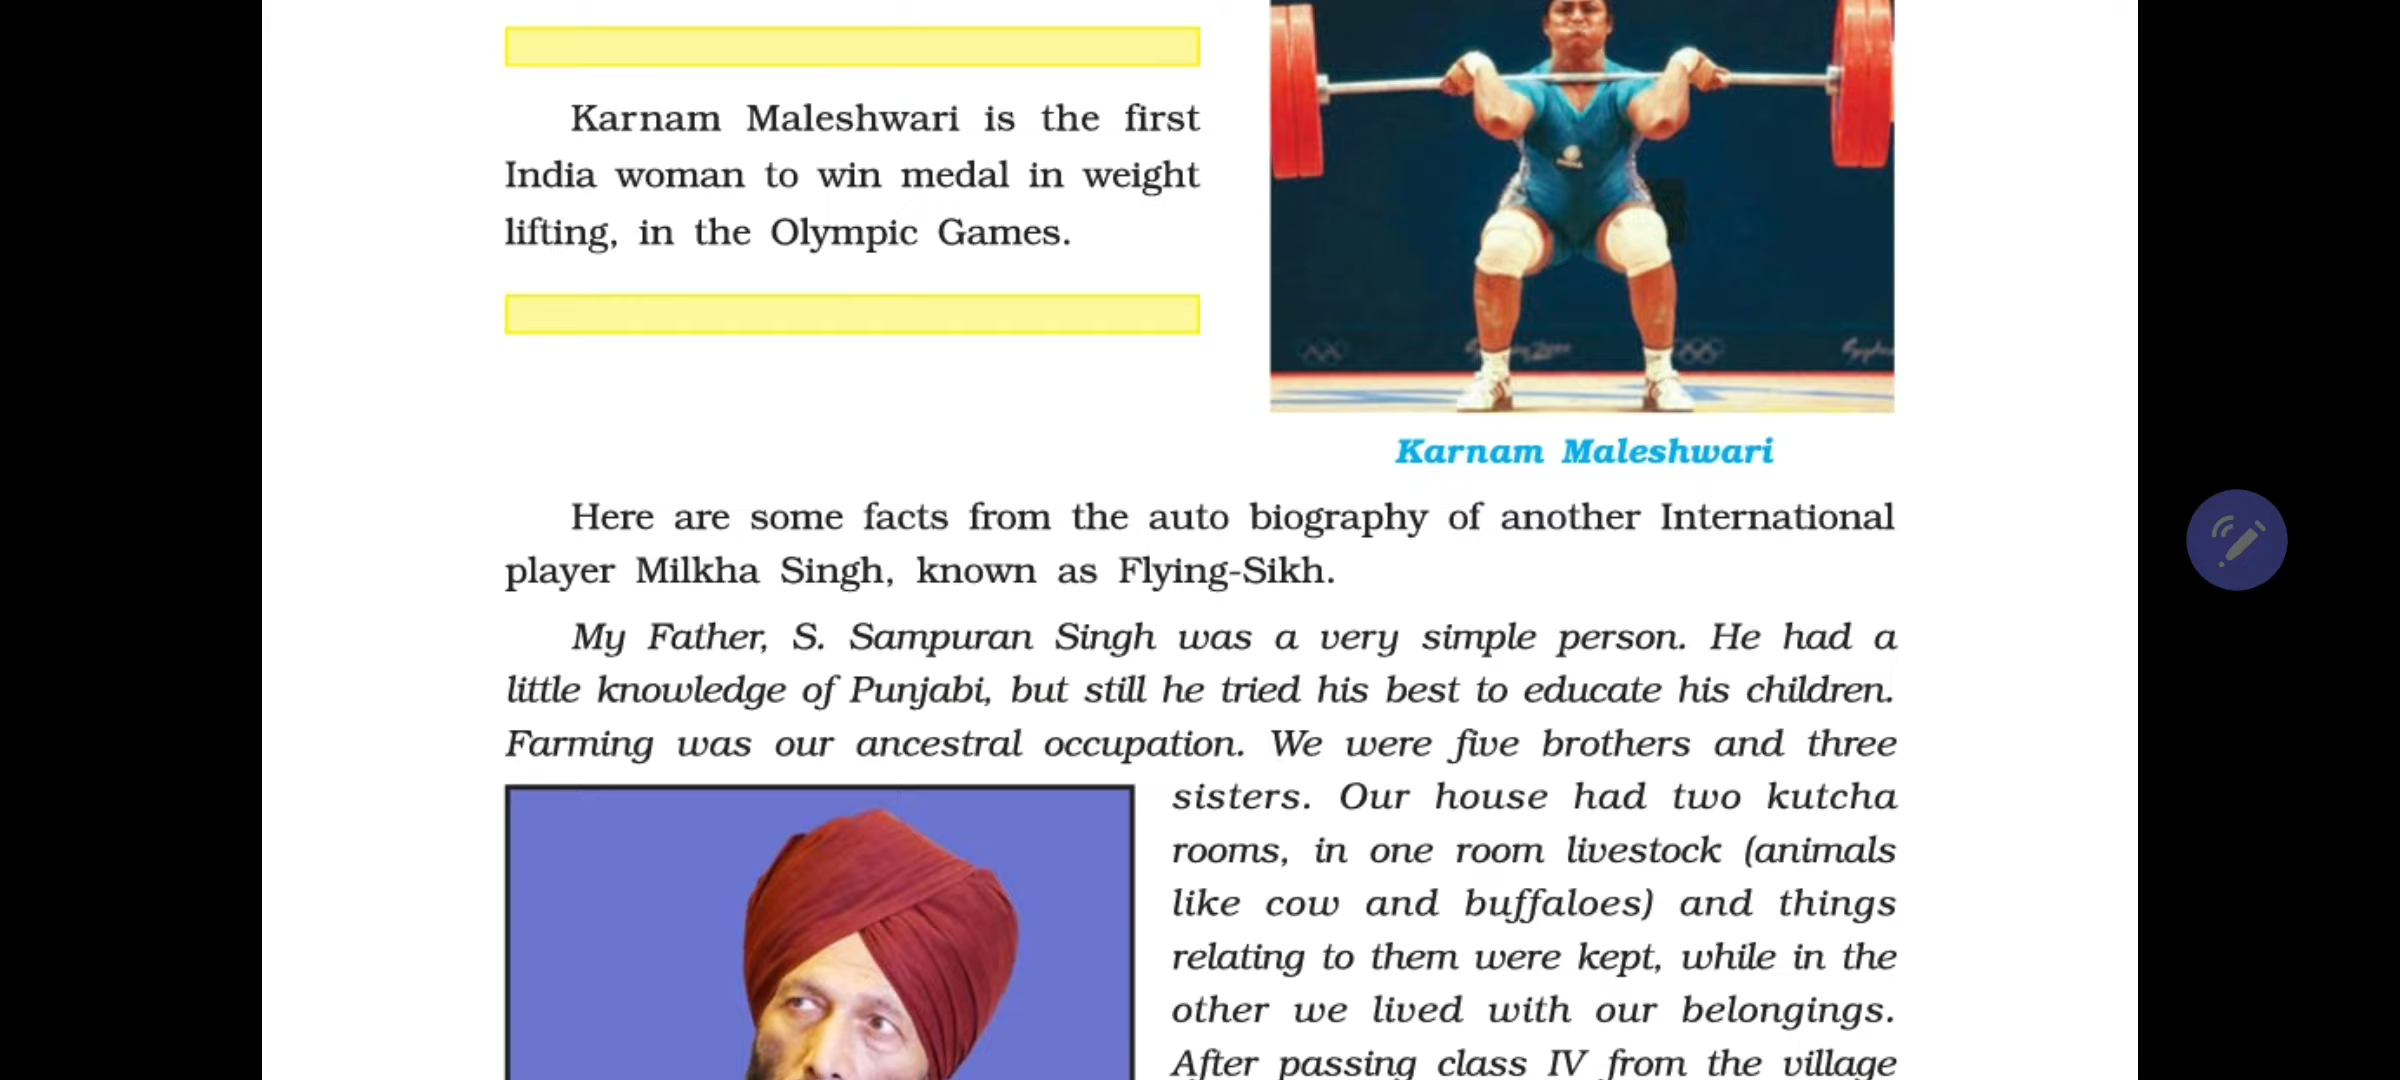 Karnam Maleshwari is the first
India woman to win medal in weight
lifting, in the Olympic Games.
Karnam Maleshwari
Here are some facts from the auto biography of another International
player Milkha Singh, known as Flying-Sikh.
My Father, S. Sampuran Singh was a very simple person. He had a
little knowledge of Punjabi, but still he tried his best to educate his children.
Farming was our ancestral occupation. We were five brothers and three
sisters. Our house had two kutcha
rooms, in one room livestock (animals
like cow and buffaloes) and things
relating to them were kept, while in the
other we lived with our belongings.
After passing class IV from the village